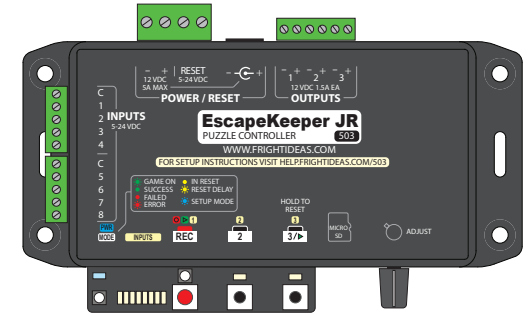 - + RESET
12 VDC 5-24 VDC - +
5A MAX
POWER / RESET
- + - + - +
1 2 3
12 VDC 1.5A EA
OUTPUTS
C
1
2
3
4
INPUTS
5-24 VDC
C
5
6
7
8
EscapeKeeper JR
PUZZLE CONTROLLER 503
WWW.FRIGHTIDEAS.COM
FOR SETUP INSTRUCTIONS VISIT HELP.FRIGHTIDEAS.COM/503
GAME ON IN RESET
SUCCESS RESET DELAY
FAILED
ERROR SETUP MODE
HOLD TO
RESET
PWR
MODE
INPUTS
1
REC
2
2
3
3/
MICRO
SD
ADJUST